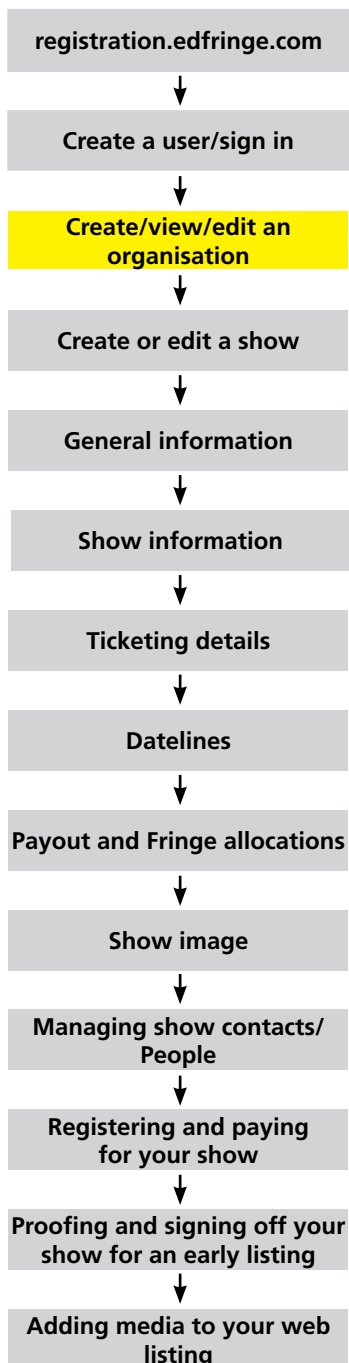 registration.edfringe.com
Create a user/sign in
Create/view/edit an
organisation
Create or edit a show
General information
Show information
Ticketing details
Datelines
Payout and Fringe allocations
Show image
Managing show contacts/
People
Registering and paying
for your show
Proofing and signing off your
show for an early listing
Adding media to your web
listing